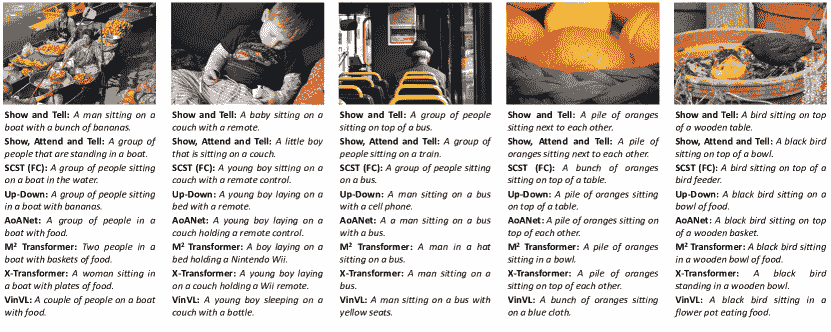 Show and Tell: A man sitting on a
boat with a bunch of bananas.
Show, Attend and Tell: A group of
people that are standing in a boat.
SCST (FC): A group of people sitting
on a boat in the water.
Up-Down: A group of people sitting
in a boat with bananas.
AoANet: A group of people in a
boat with food.
M² Transformer: Two people in a
boat with baskets of food.
X-Transformer: A woman sitting in
a boat with plates of food.
VinVL: A couple of people on a boat
with food.
Show and Tell: A baby sitting on a
couch with a remote.
Show, Attend and Tell: A little boy
that is sitting on a couch.
SCST (FC): A young boy sitting on a
couch with a remote control.
Up-Down: A young boy laying on a
bed with a remote.
AoANet: A young boy laying on a
couch holding a remote control.
M² Transformer: A boy laying on a
bed holding a Nintendo Wii.
X-Transformer: A young boy laying
on a couch holding a Wii remote.
VinVL: A young boy sleeping on a
couch with a bottle.
Show and Tell: A group of people
sitting on top of a bus.
Show, Attend and Tell: A group of
people sitting on a train.
SCST (FC): A group of people sitting
on a bus.
Up-Down: A man sitting on a bus
with a cell phone.
AoANet: A man sitting on a bus
with a bus.
M² Transformer: A man in a hat
sitting on a bus.
X-Transformer: A man sitting on a
bus.
VinVL: A man sitting on a bus with
yellow seats.
Show and Tell: A pile of oranges
sitting next to each other.
Show, Attend and Tell: A pile of
oranges sitting next to each other.
SCST (FC): A bunch of oranges
sitting on top of a table.
Up-Down: A pile of oranges sitting
on top of a table.
AoANet: A pile of oranges sitting on
top of each other.
M² Transformer: A pile of oranges
sitting in a bowl.
X-Transformer: A pile of oranges
sitting on top of each other.
VinVL: A bunch of oranges sitting
on a blue cloth.
Show and Tell: A bird sitting on top
of a wooden table.
Show, Attend and Tell: A black bird
sitting on top of a bowl.
SCST (FC): A bird sitting on top of a
bird feeder.
Up-Down: A black bird sitting on a
bowl of food.
AoANet: A black bird sitting on top
of a wooden basket.
M² Transformer: A black bird sitting
in a wooden bowl of food.
X-Transformer: A black bird
standing in a wooden bowl.
VinVL: A black bird sitting in a
flower pot eating food.